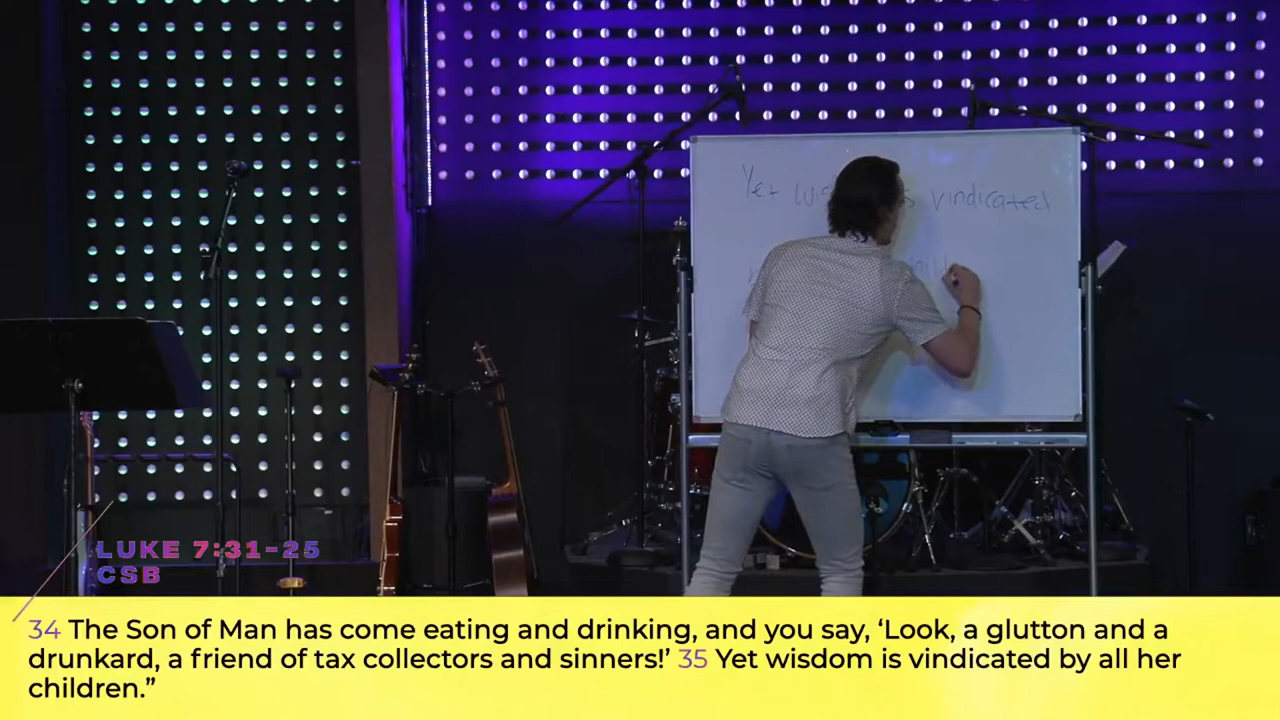 Yet vindicated
LUKE 7:31-25
CSB
34 The Son of Man has come eating and drinking, and you say, ‘Look, a glutton and a
drunkard, a friend of tax collectors and sinners!’ 35 Yet wisdom is vindicated by all her
children.”